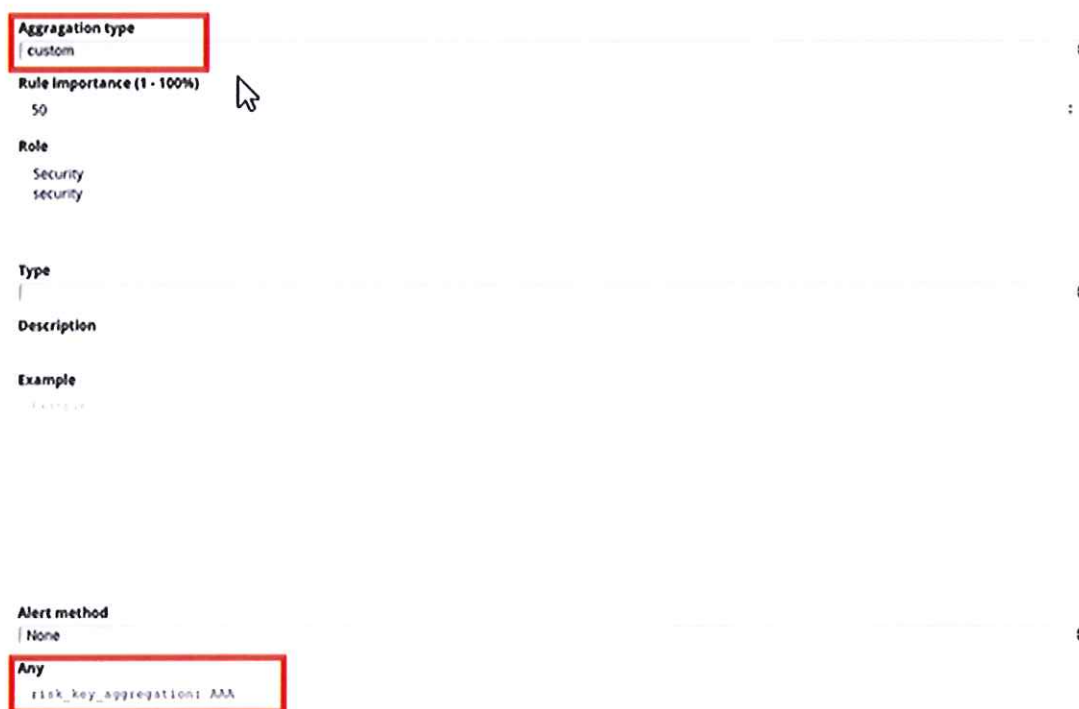 Aggragation type
custom
Rule importance (1 - 100%)
50
Role
Security
security
Type
Description
Example
Alert method
None
Any
risk_key_aggregation: AAA